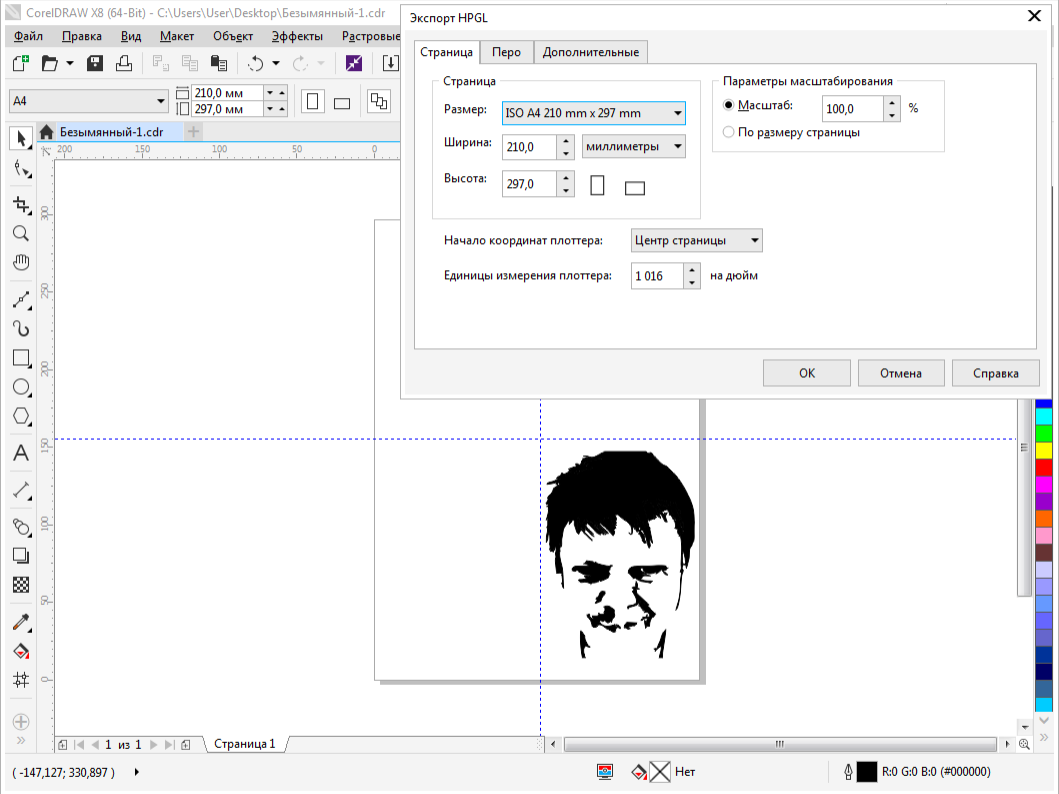 CorelDRAW X8 (64-Bit) - C:\Users\User\Desktop\Безымянный-1.cdr
Файл Правка Вид Макет Объект Эффекты Растровые
A4
210,0 мм
297,0 мм
Безымянный-1.cdr
200 150 100 50 0
300
250
200
150
100
50
0
Экспорт HPGL
Страница Перо Дополнительные
Страница
Размер: ISO A4 210 mm x 297 mm
Ширина: 210,0 миллиметры
Высота: 297,0
Параметры масштабирования
Масштаб: 100,0 %
По размеру страницы
Начало координат плоттера: Центр страницы
Единицы измерения плоттера: 1 016 на дюйм
ОК Отмена Справка
1 из 1 Страница 1
( -147,127; 330,897 ) Нет R:0 G:0 B:0 (#000000)